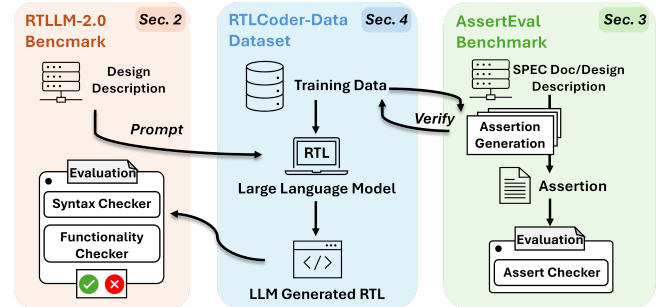 RTLLM-2.0
Bencmark
Sec. 2
Design
Description
Prompt
Evaluation
Syntax Checker
Functionality
Checker
RTLCoder-Data
Dataset
Sec. 4
Training Data
RTL
Large Language Model
</>
LLM Generated RTL
AssertEval
Benchmark
Sec. 3
SPEC Doc/Design
Description
Verify
Assertion
Generation
Assertion
Evaluation
Assert Checker